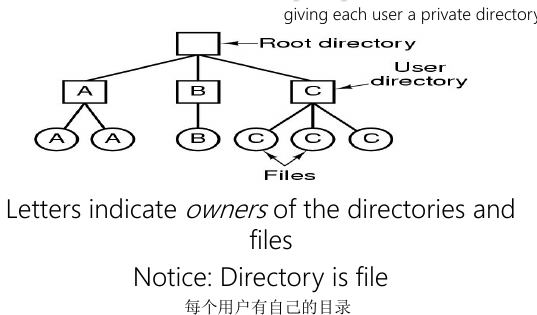 giving each user a private directory
Root directory
User
directory
A
B
C
A
A
B
C
C
C
Files
Letters indicate owners of the directories and
files
Notice: Directory is file
每个用户有自己的目录